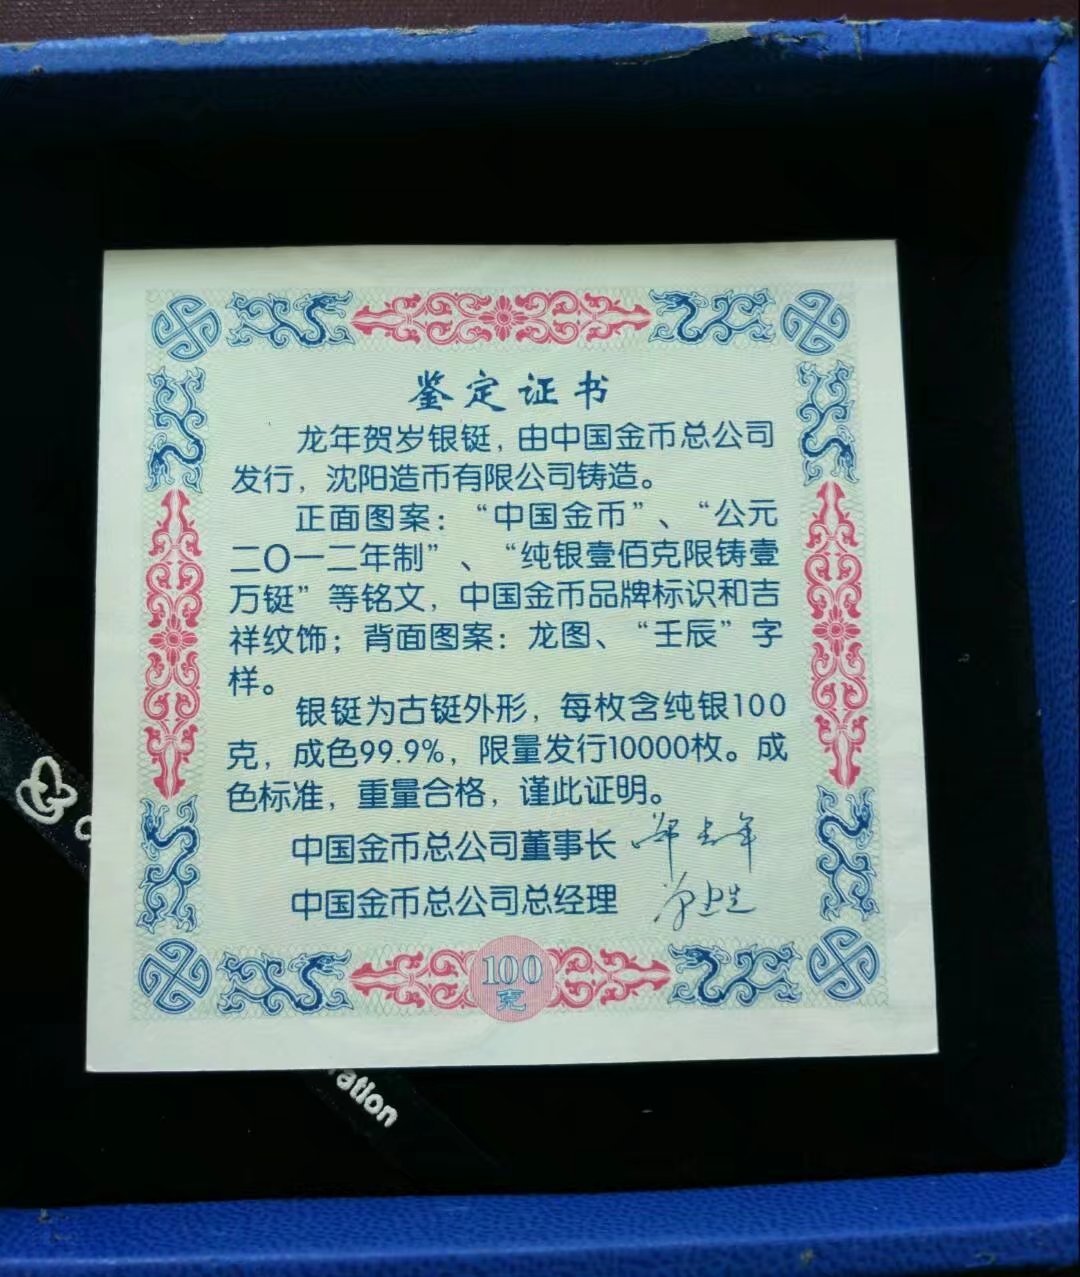 鉴定证书
龙年贺岁银铤，由中国金币总公司
发行，沈阳造币有限公司铸造。
正面图案：“中国金币”、“公元
二〇一二年制”、“纯银壹佰克限铸壹
万铤”等铭文，中国金币品牌标识和吉
祥纹饰；背面图案：龙图、“壬辰”字
样。
银铤为古铤外形，每枚含纯银100
克，成色99.9%，限量发行10000枚。成
色标准，重量合格，谨此证明。
中国金币总公司董事长
中国金币总公司总经理
100
克
ration